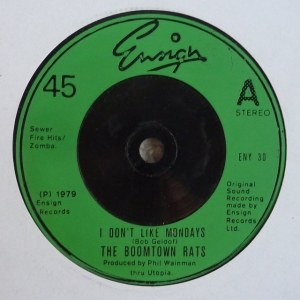 Ensign
45
A
STEREO
Sewer
Fire Hits/
Zomba.
ENY 30
(P) 1979
Ensign
Records
Original
Sound
Recording
made by
Ensign
Records
Ltd.
I DON'T LIKE MONDAYS
(Bob Geldof)
THE BOOMTOWN RATS
Produced by Phil Wainman
thru Utopia.